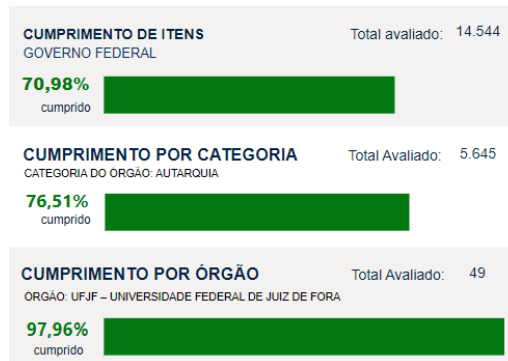 CUMPRIMENTO DE ITENS Total avaliado: 14.544
GOVERNO FEDERAL
70,98%
cumprido
CUMPRIMENTO POR CATEGORIA Total Avaliado: 5.645
CATEGORIA DO ÓRGÃO: AUTARQUIA
76,51%
cumprido
CUMPRIMENTO POR ÓRGÃO Total Avaliado: 49
ÓRGÃO: UFJF – UNIVERSIDADE FEDERAL DE JUIZ DE FORA
97,96%
cumprido